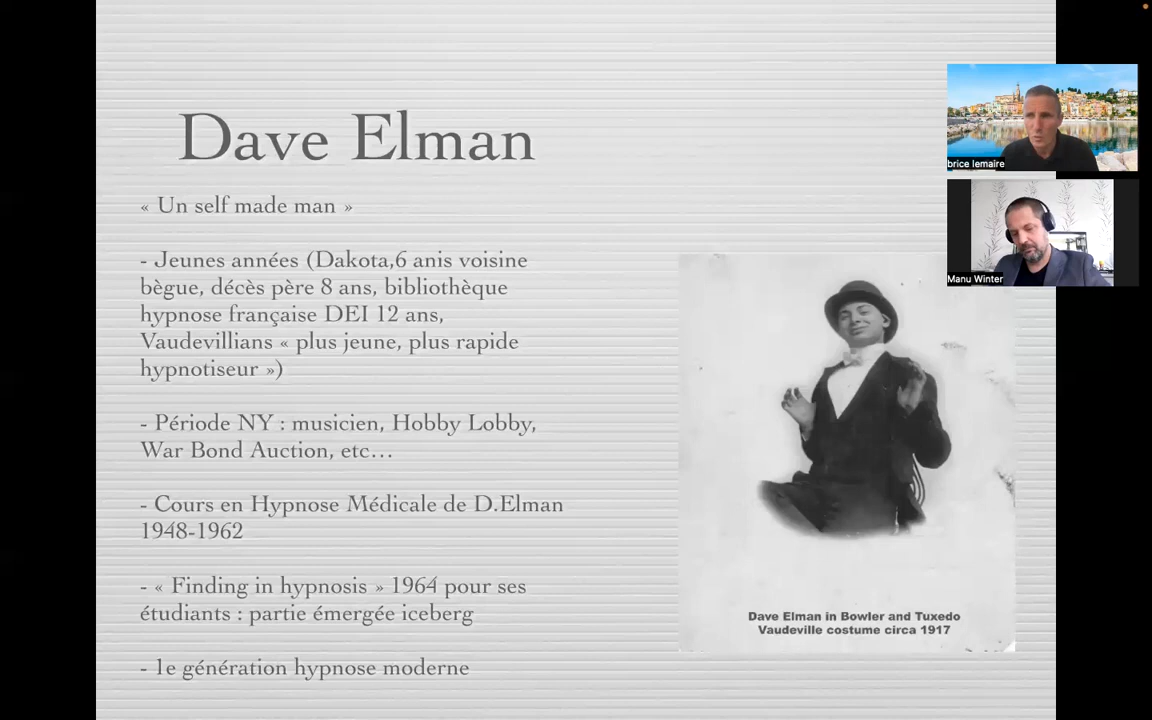 Dave Elman
« Un self made man »
- Jeunes années (Dakota,6 anis voisine
bègue, décès père 8 ans, bibliothèque
hypnose française DEI 12 ans,
Vaudevillians « plus jeune, plus rapide
hypnotiseur »)
- Période NY : musicien, Hobby Lobby,
War Bond Auction, etc…
- Cours en Hypnose Médicale de D.Elman
1948-1962
- « Finding in hypnosis » 1964 pour ses
étudiants : partie émergée iceberg
- 1e génération hypnose moderne
brice lemaire
Manu Winter
Dave Elman in Bowler and Tuxedo
Vaudeville costume circa 1917